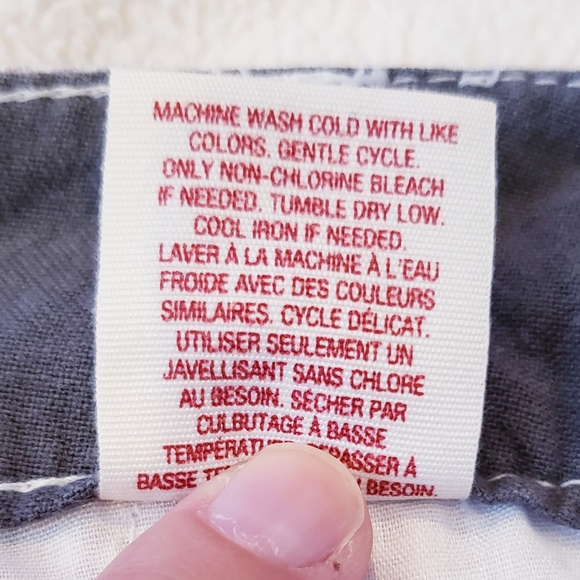 MACHINE WASH COLD WITH LIKE
COLORS. GENTLE CYCLE.
ONLY NON-CHLORINE BLEACH
IF NEEDED. TUMBLE DRY LOW.
COOL IRON IF NEEDED.
LAVER À LA MACHINE À L'EAU
FROIDE AVEC DES COULEURS
SIMILAIRES. CYCLE DÉLICAT.
UTILISER SEULEMENT UN
JAVELLISANT SANS CHLORE
AU BESOIN. SÉCHER PAR
CULBUTAGE À BASSE
À
BASSE BESOIN.